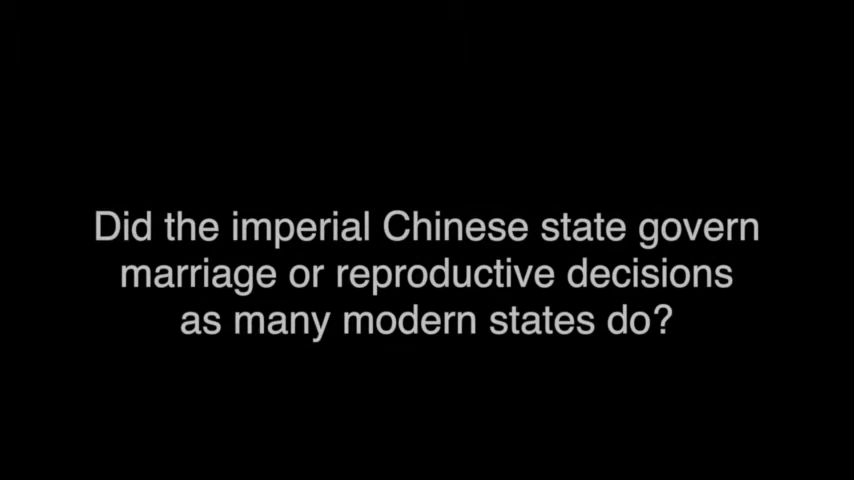 Did the imperial Chinese state govern
marriage or reproductive decisions
as many modern states do?